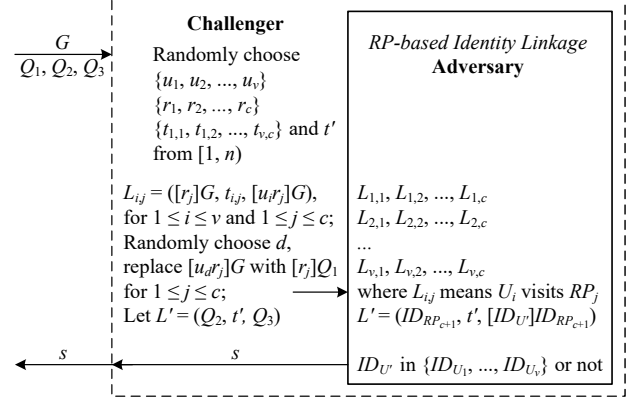 G
Q1, Q2, Q3
Challenger
Randomly choose
{u1, u2, ..., uv}
{r1, r2, ..., rc}
{t1,1, t1,2, ..., tv,c} and t′
from [1, n)
Li,j = ([rj]G, ti,j, [uirj]G),
for 1 ≤ i ≤ v and 1 ≤ j ≤ c;
Randomly choose d,
replace [udrj]G with [rj]Q1
for 1 ≤ j ≤ c;
Let L′ = (Q2, t′, Q3)
RP-based Identity Linkage
Adversary
L1,1, L1,2, ..., L1,c
L2,1, L2,2, ..., L2,c
...
Lv,1, Lv,2, ..., Lv,c
where Li,j means Ui visits RPj
L′ = (IDRPc+1, t′, [IDU′]IDRPc+1)
IDU′ in {IDU1, ..., IDUv} or not
s
s